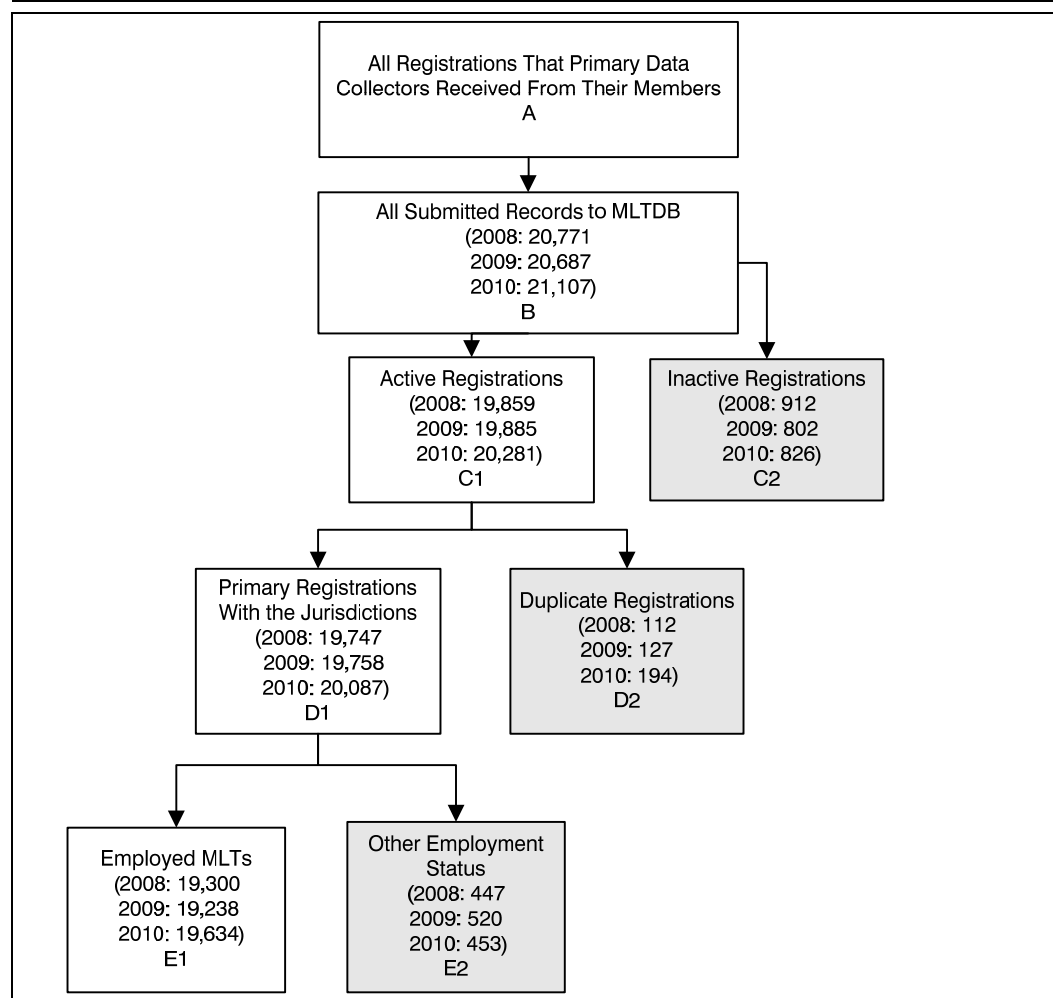 All Registrations That Primary Data
Collectors Received From Their Members
A
All Submitted Records to MLTDB
(2008: 20,771
2009: 20,687
2010: 21,107)
B
Active Registrations
(2008: 19,859
2009: 19,885
2010: 20,281)
C1
Inactive Registrations
(2008: 912
2009: 802
2010: 826)
C2
Primary Registrations
With the Jurisdictions
(2008: 19,747
2009: 19,758
2010: 20,087)
D1
Duplicate Registrations
(2008: 112
2009: 127
2010: 194)
D2
Employed MLTs
(2008: 19,300
2009: 19,238
2010: 19,634)
E1
Other Employment
Status
(2008: 447
2009: 520
2010: 453)
E2